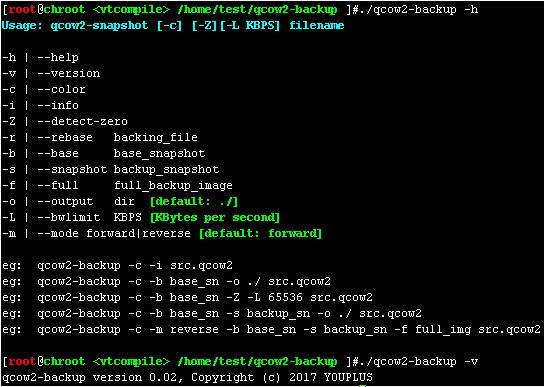 [root@chroot <vtcompile> /home/test/qcow2-backup ]#./qcow2-backup -h
Usage: qcow2-snapshot [-c] [-Z][-L KBPS] filename
-h | --help
-v | --version
-c | --color
-i | --info
-Z | --detect-zero
-r | --rebase   backing_file
-b | --base     base_snapshot
-s | --snapshot backup_snapshot
-f | --full     full_backup_image
-o | --output   dir  [default: ./]
-L | --bwlimit  KBPS [KBytes per second]
-m | --mode forward|reverse [default: forward]
eg:  qcow2-backup -c -i src.qcow2
eg:  qcow2-backup -c -b base_sn -o ./ src.qcow2
eg:  qcow2-backup -c -b base_sn -Z -L 65536 src.qcow2
eg:  qcow2-backup -c -b base_sn -s backup_sn -o ./ src.qcow2
eg:  qcow2-backup -c -m reverse -b base_sn -s backup_sn -f full_img src.qcow2
[root@chroot <vtcompile> /home/test/qcow2-backup ]#./qcow2-backup -v
qcow2-backup version 0.02, Copyright (c) 2017 YOUPLUS